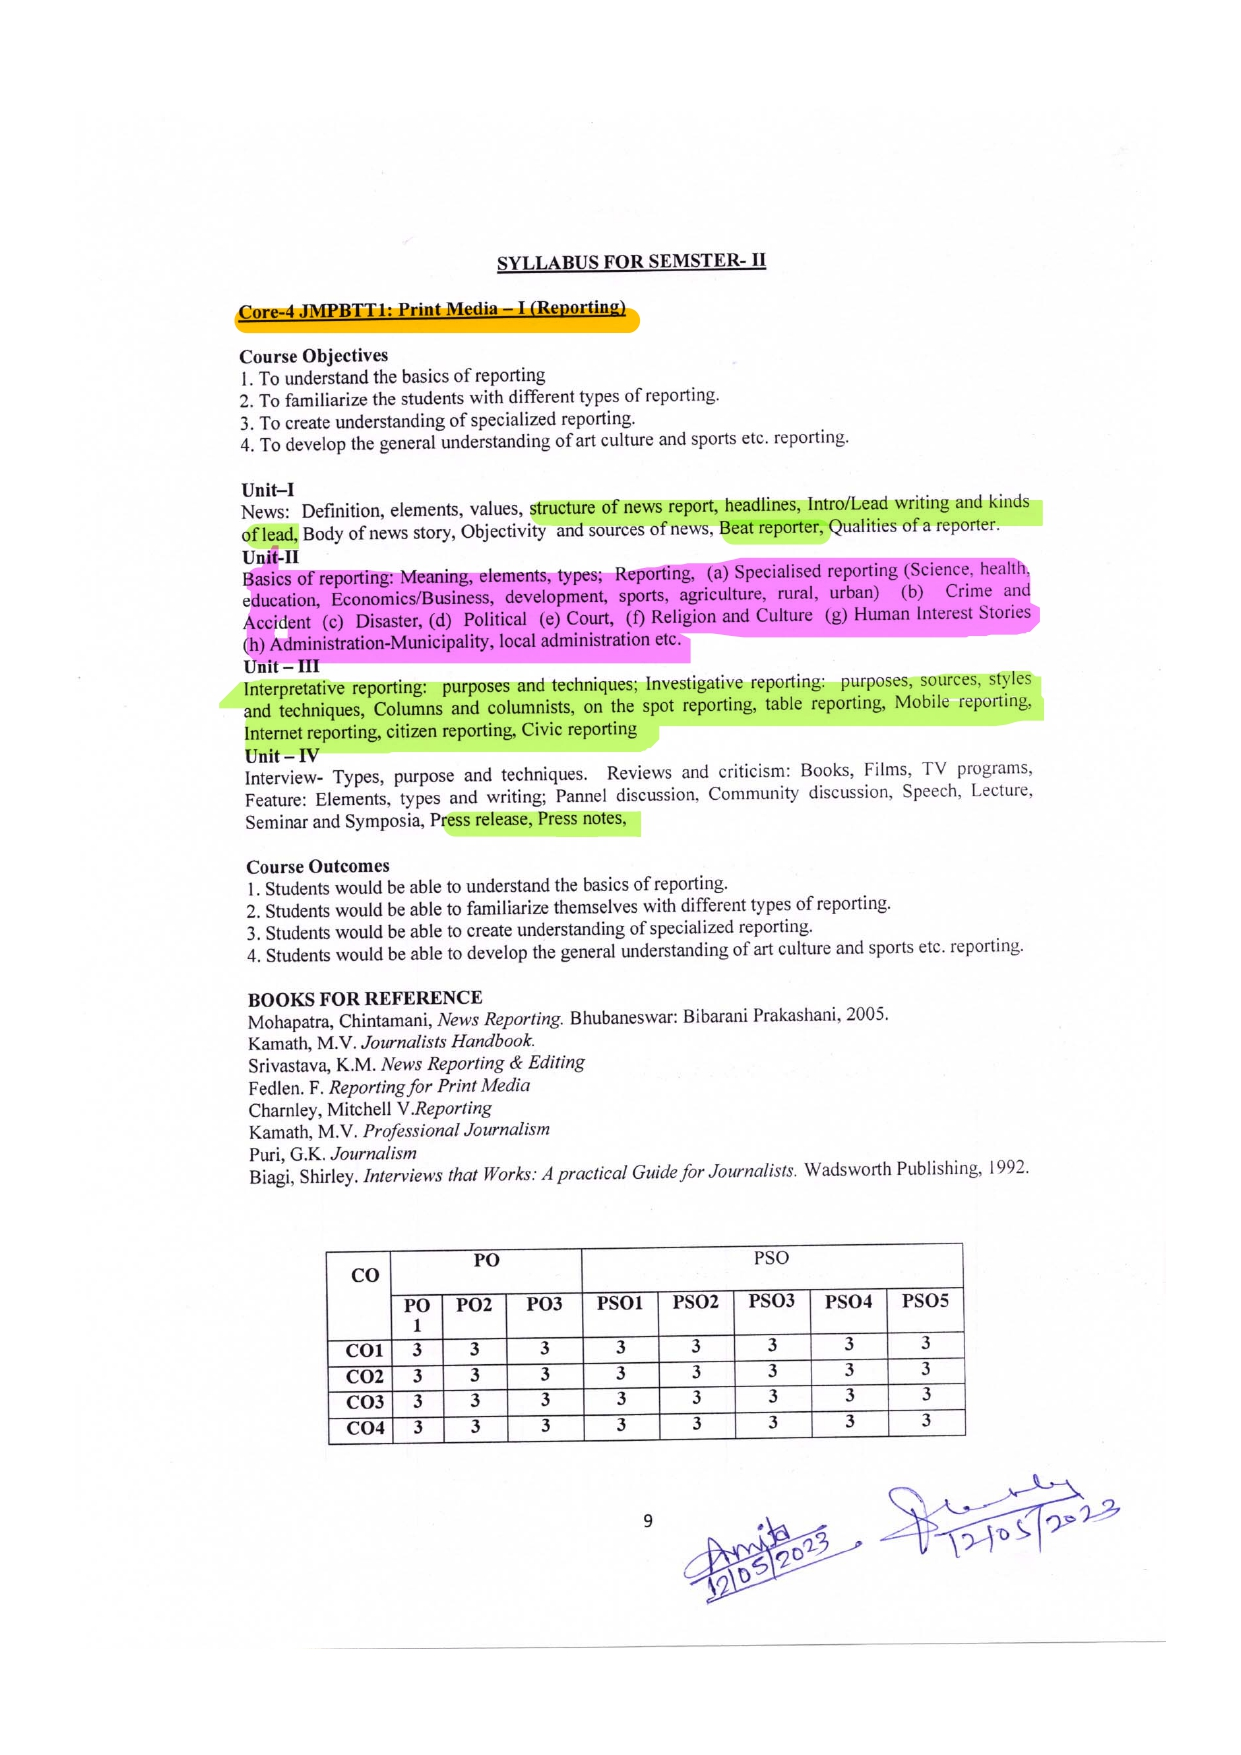 SYLLABUS FOR SEMSTER- II
Core-4 JMPBTT1: Print Media – I (Reporting)
Course Objectives
1. To understand the basics of reporting
2. To familiarize the students with different types of reporting.
3. To create understanding of specialized reporting.
4. To develop the general understanding of art culture and sports etc. reporting.
Unit–I
News: Definition, elements, values, structure of news report, headlines, Intro/Lead writing and kinds
of lead, Body of news story, Objectivity and sources of news, Beat reporter, Qualities of a reporter.
Unit-II
Basics of reporting: Meaning, elements, types; Reporting, (a) Specialised reporting (Science, health,
education, Economics/Business, development, sports, agriculture, rural, urban) (b) Crime and
Accident (c) Disaster, (d) Political (e) Court, (f) Religion and Culture (g) Human Interest Stories
(h) Administration-Municipality, local administration etc.
Unit – III
Interpretative reporting: purposes and techniques; Investigative reporting: purposes, sources, styles
and techniques, Columns and columnists, on the spot reporting, table reporting, Mobile reporting,
Internet reporting, citizen reporting, Civic reporting
Unit – IV
Interview- Types, purpose and techniques. Reviews and criticism: Books, Films, TV programs,
Feature: Elements, types and writing; Pannel discussion, Community discussion, Speech, Lecture,
Seminar and Symposia, Press release, Press notes,
Course Outcomes
1. Students would be able to understand the basics of reporting.
2. Students would be able to familiarize themselves with different types of reporting.
3. Students would be able to create understanding of specialized reporting.
4. Students would be able to develop the general understanding of art culture and sports etc. reporting.
BOOKS FOR REFERENCE
Mohapatra, Chintamani, News Reporting. Bhubaneswar: Bibarani Prakashani, 2005.
Kamath, M.V. Journalists Handbook.
Srivastava, K.M. News Reporting & Editing
Fedlen. F. Reporting for Print Media
Charnley, Mitchell V.Reporting
Kamath, M.V. Professional Journalism
Puri, G.K. Journalism
Biagi, Shirley. Interviews that Works: A practical Guide for Journalists. Wadsworth Publishing, 1992.
CO PO PSO
PO 1 PO2 PO3 PSO1 PSO2 PSO3 PSO4 PSO5
CO1 3 3 3 3 3 3 3 3
CO2 3 3 3 3 3 3 3 3
CO3 3 3 3 3 3 3 3 3
CO4 3 3 3 3 3 3 3 3
9
Amita
12/05/2023
12/05/2023